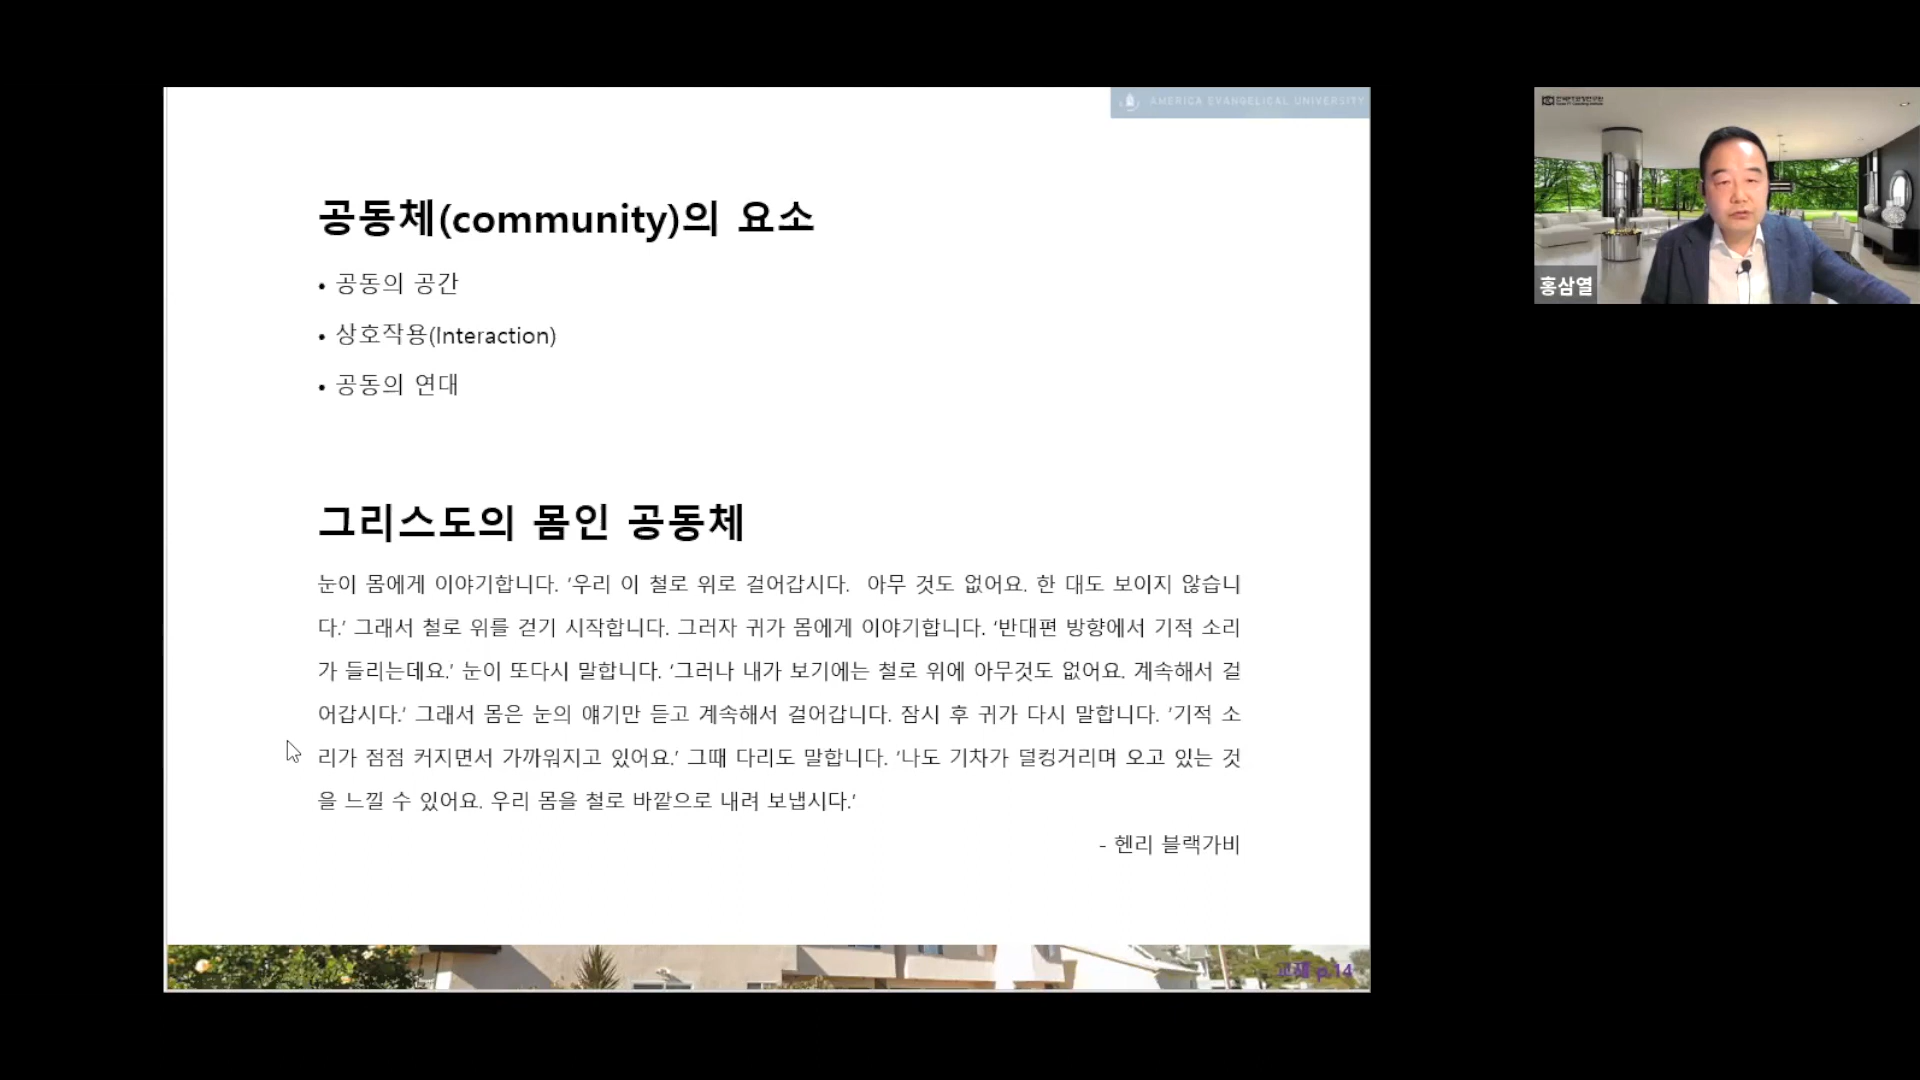 AMERICA EVANGELICAL UNIVERSITY
공동체(community)의 요소
• 공동의 공간
• 상호작용(Interaction)
• 공동의 연대
그리스도의 몸인 공동체
눈이 몸에게 이야기합니다. ‘우리 이 철로 위로 걸어갑시다.  아무 것도 없어요. 한 대도 보이지 않습니
다.’ 그래서 철로 위를 걷기 시작합니다. 그러자 귀가 몸에게 이야기합니다. ‘반대편 방향에서 기적 소리
가 들리는데요.’ 눈이 또다시 말합니다. ‘그러나 내가 보기에는 철로 위에 아무것도 없어요. 계속해서 걸
어갑시다.’ 그래서 몸은 눈의 얘기만 듣고 계속해서 걸어갑니다. 잠시 후 귀가 다시 말합니다. ‘기적 소
리가 점점 커지면서 가까워지고 있어요.’ 그때 다리도 말합니다. ‘나도 기차가 덜컹거리며 오고 있는 것
을 느낄 수 있어요. 우리 몸을 철로 바깥으로 내려 보냅시다.’
- 헨리 블랙가비
교재 p.14
홍삼열